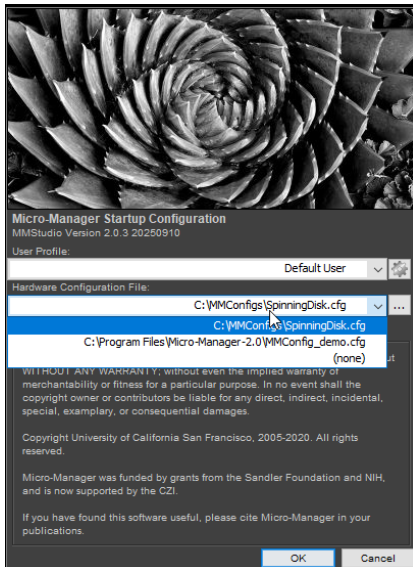 Micro-Manager Startup Configuration
MMStudio Version 2.0.3 20250910
User Profile:
Default User
Hardware Configuration File:
C:\MMConfigs\SpinningDisk.cfg
...
C:\MMConfigs\SpinningDisk.cfg
C:\Program Files\Micro-Manager-2.0\MMConfig_demo.cfg
(none)
ut
WITHOUT ANY WARRANTY; without even the implied warranty of
merchantability or fitness for a particular purpose. In no event shall the
copyright owner or contributors be liable for any direct, indirect, incidental,
special, examplary, or consequential damages.
Copyright University of California San Francisco, 2005-2020. All rights
reserved.
Micro-Manager was funded by grants from the Sandler Foundation and NIH,
and is now supported by the CZI.
If you have found this software useful, please cite Micro-Manager in your
publications.
OK Cancel